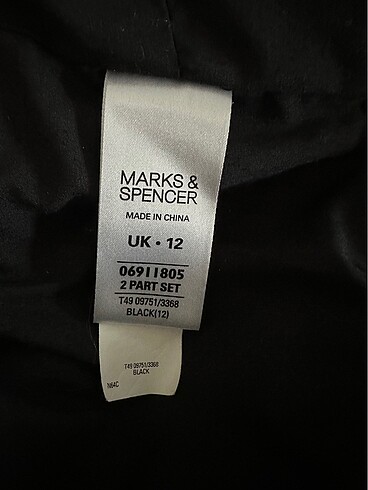 MARKS &
SPENCER
MADE IN CHINA
UK • 12
06911805
2 PART SET
T49 09751/3368
BLACK(12)
T49 09751/3368
BLACK